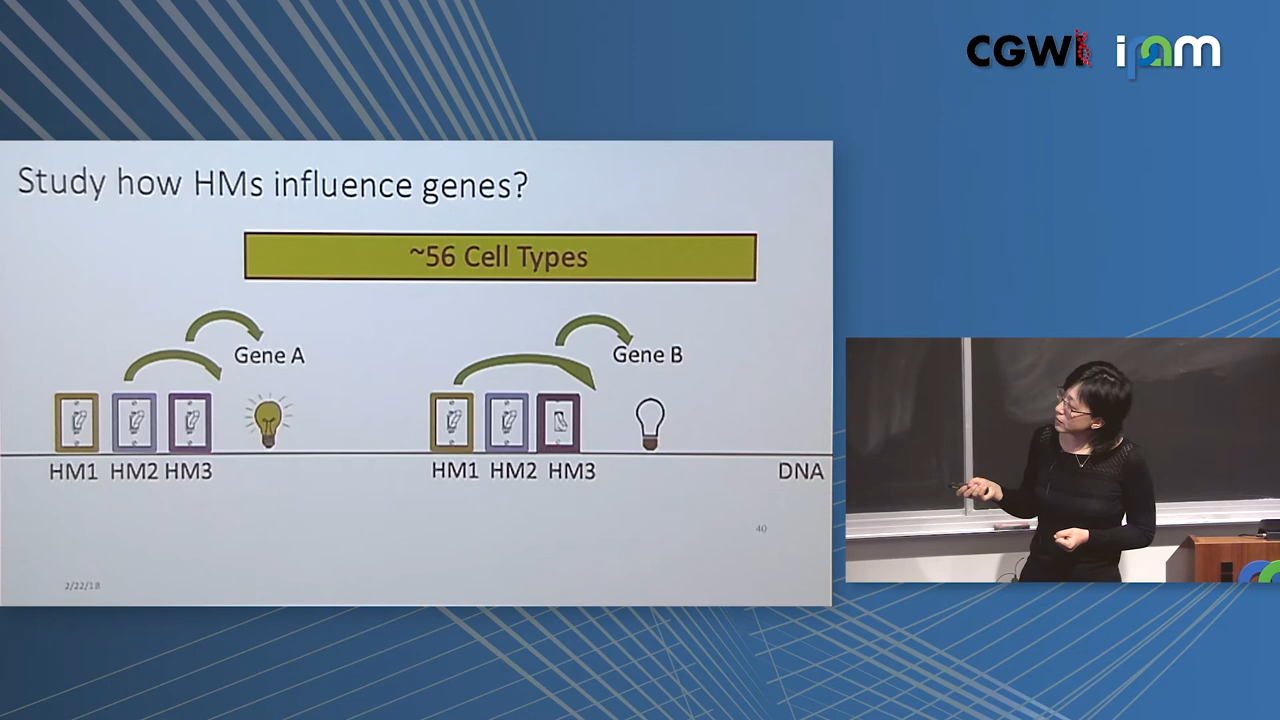 CGWI ipam
Study how HMs influence genes?
~56 Cell Types
Gene A
Gene B
HM1 HM2 HM3
HM1 HM2 HM3
DNA
40
2/22/18